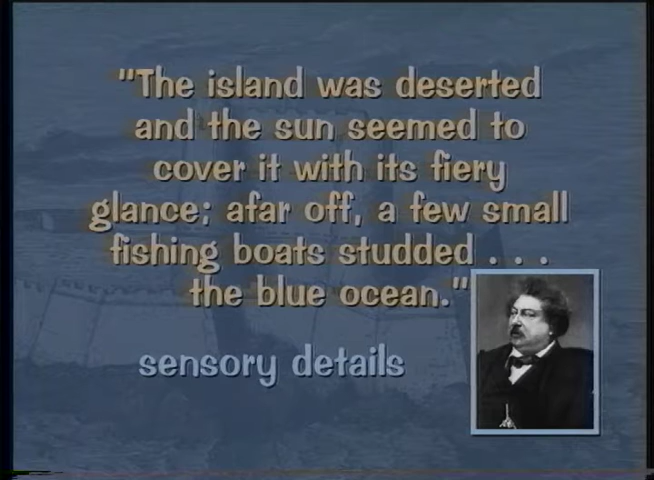 "The island was deserted
and the sun seemed to
cover it with its fiery
glance; afar off, a few small
fishing boats studded . . .
the blue ocean."
sensory details